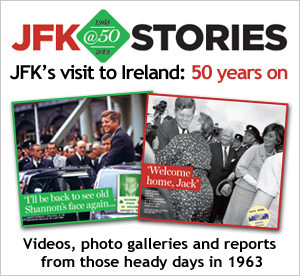 JFK 1963 @50 2013 STORIES
JFK's visit to Ireland: 50 years on
'I'll be back to see old
Shannon's face again...'
'Welcome
home, Jack'
Videos, photo galleries and reports
from those heady days in 1963